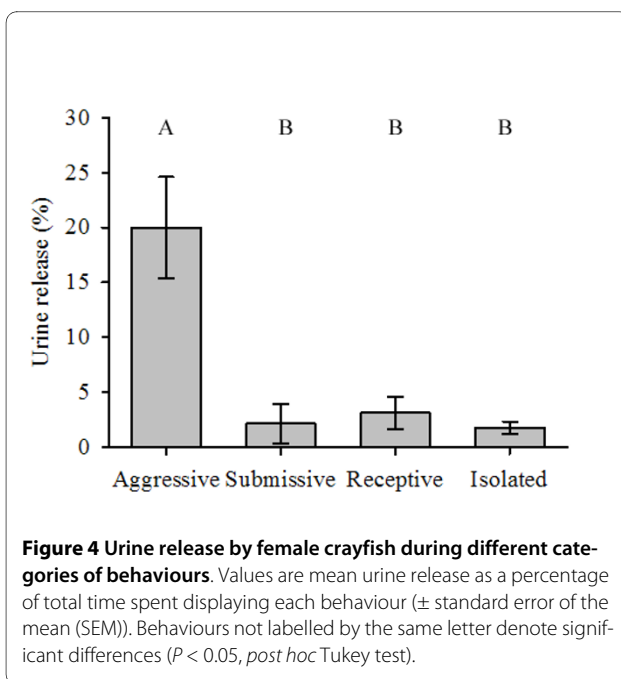 30
A B B B
25
20
15
10
5
0
Urine release (%)
Aggressive Submissive Receptive Isolated
Figure 4 Urine release by female crayfish during different cate-
gories of behaviours. Values are mean urine release as a percentage
of total time spent displaying each behaviour (± standard error of the
mean (SEM)). Behaviours not labelled by the same letter denote signif-
icant differences (P < 0.05, post hoc Tukey test).